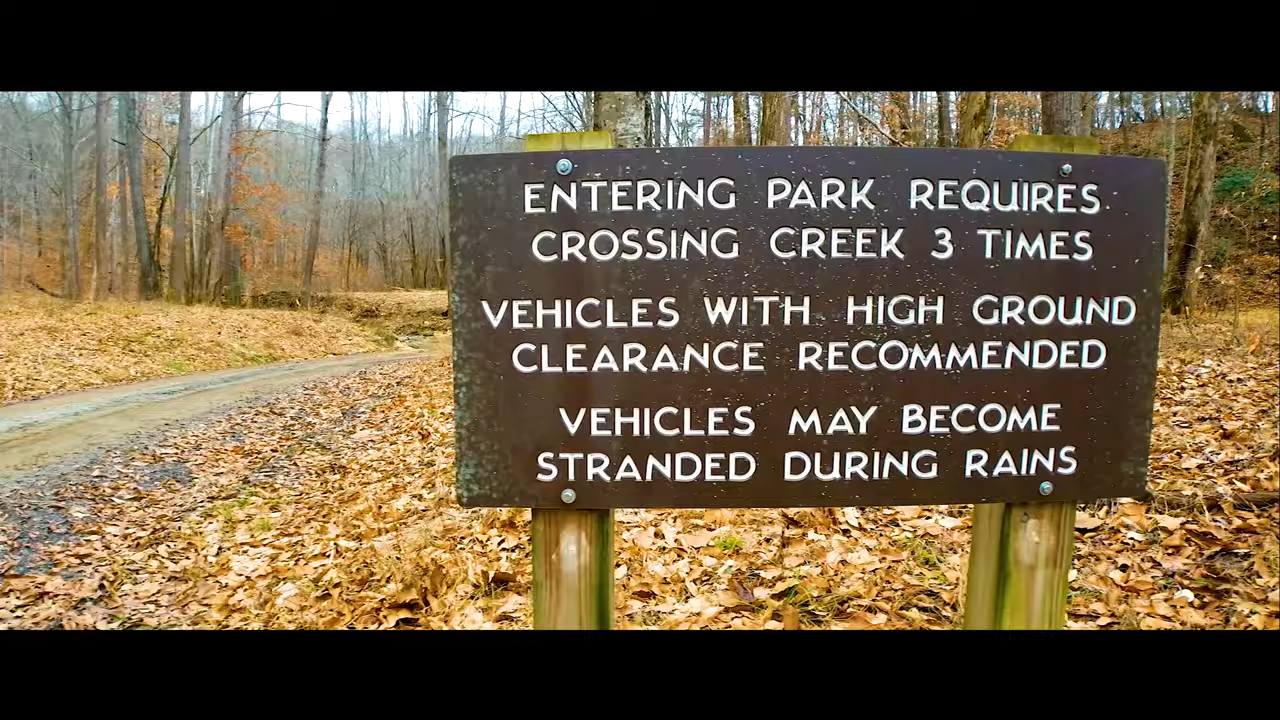 ENTERING PARK REQUIRES
CROSSING CREEK 3 TIMES
VEHICLES WITH HIGH GROUND
CLEARANCE RECOMMENDED
VEHICLES MAY BECOME
STRANDED DURING RAINS